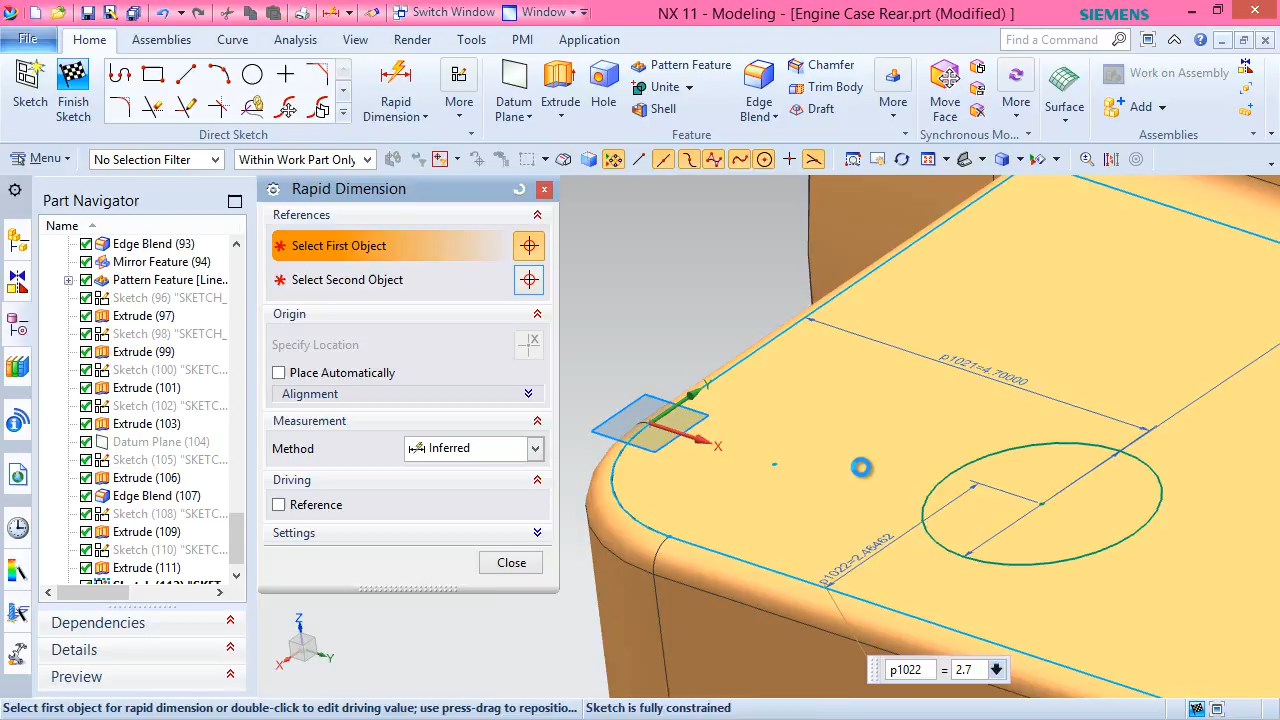 Switch Window Window NX 11 - Modeling - [Engine Case Rear.prt (Modified) ] SIEMENS
File Home Assemblies Curve Analysis View Render Tools PMI Application Find a Command
Sketch Finish Sketch Rapid Dimension More Datum Plane Extrude Hole Pattern Feature Unite Shell Edge Blend Chamfer Trim Body Draft More Move Face More Surface Work on Assembly Add
Direct Sketch Feature Synchronous Mo... Assemblies
Menu No Selection Filter Within Work Part Only
Part Navigator
Name
Edge Blend (93)
Mirror Feature (94)
Pattern Feature [Line..
Sketch (96) "SKETCH_
Extrude (97)
Sketch (98) "SKETCH_
Extrude (99)
Sketch (100) "SKETC..
Extrude (101)
Sketch (102) "SKETC..
Extrude (103)
Datum Plane (104)
Sketch (105) "SKETC..
Extrude (106)
Edge Blend (107)
Sketch (108) "SKETC..
Extrude (109)
Sketch (110) "SKETC..
Extrude (111)
Dependencies
Details
Preview
Rapid Dimension
References
* Select First Object
* Select Second Object
Origin
Specify Location
X
Place Automatically
Alignment
Measurement
Method Inferred
Driving
Reference
Settings
Close
Y
X
p1021=4.70000
p1022=2.46462
p1022 = 2.7
Z
X Y
Select first object for rapid dimension or double-click to edit driving value; use press-drag to repositio... Sketch is fully constrained